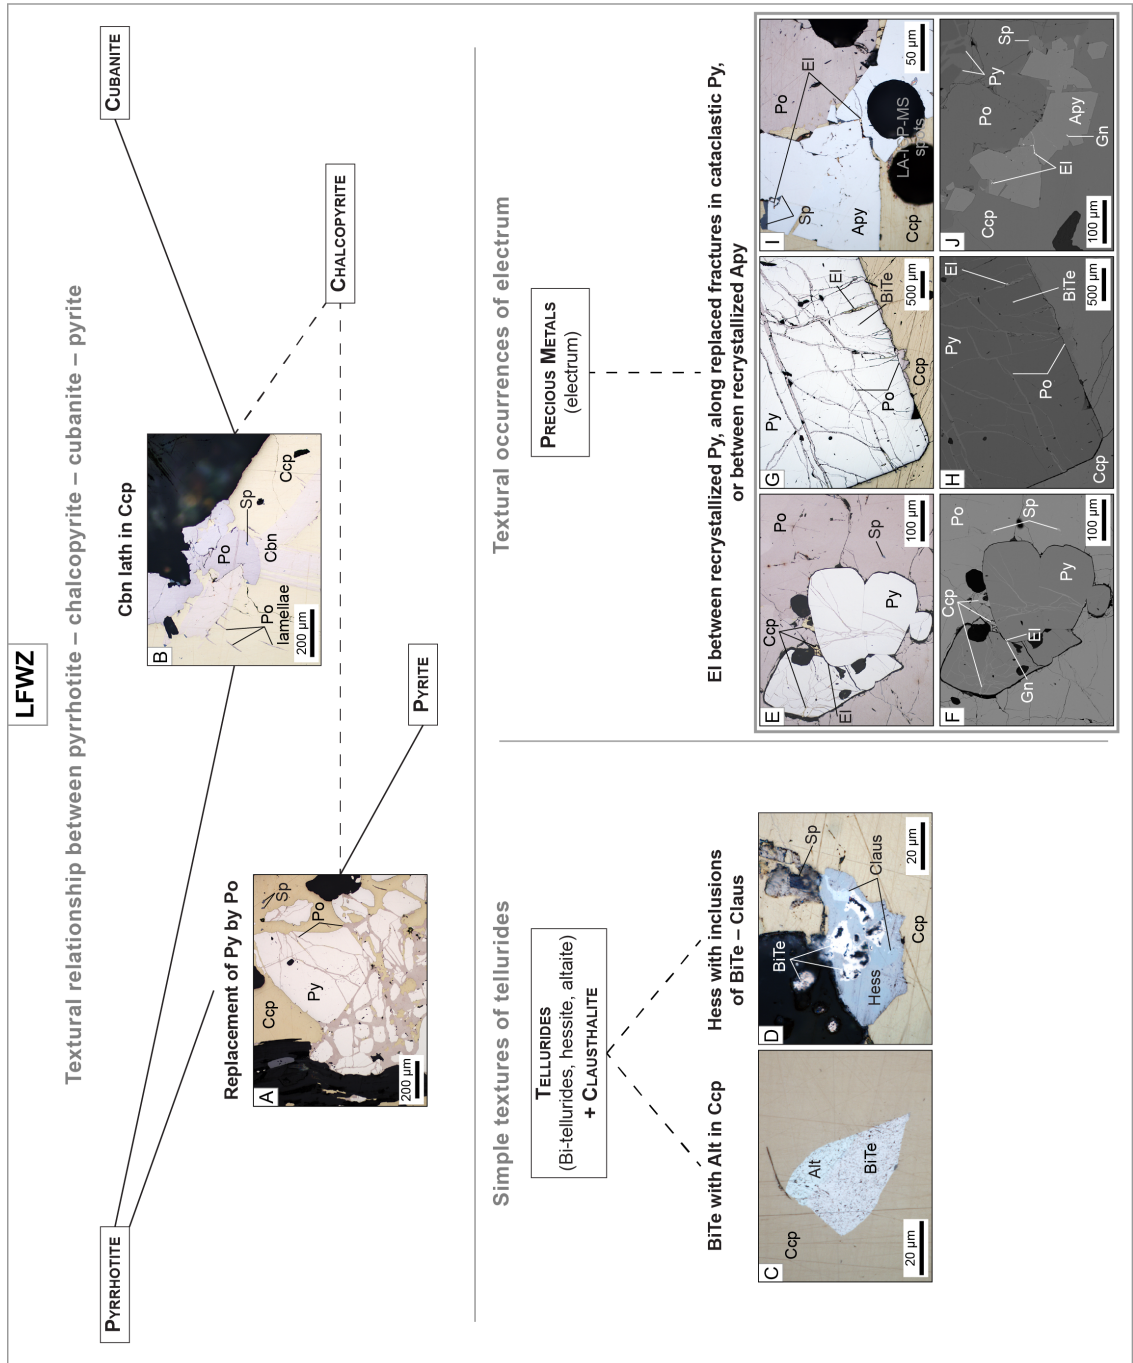 LFWZ
Textural relationship between pyrrhotite – chalcopyrite – cubanite – pyrite
PYRRHOTITE
CUBANITE
CHALCOPYRITE
PYRITE
Replacement of Py by Po
A
Ccp
Sp
Py
Po
200 µm
Cbn lath in Ccp
B
Po
Sp
Ccp
Cbn
Po
lamellae
200 µm
Simple textures of tellurides
TELLURIDES
(Bi-tellurides, hessite, altaite)
+ CLAUSTHALITE
BiTe with Alt in Ccp
C
Ccp
Alt
BiTe
20 µm
Hess with inclusions
of BiTe – Claus
D
BiTe
Sp
Hess
Claus
Ccp
20 µm
Textural occurrences of electrum
PRECIOUS METALS
(electrum)
El between recrystallized Py, along replaced fractures in cataclastic Py,
or between recrystallized Apy
E
Ccp
Po
El
Py
Sp
100 µm
G
Py
El
BiTe
Po
Ccp
500 µm
I
Po
El
Sp
Apy
LA-ICP-MS
spots
Ccp
50 µm
F
Ccp
Po
Sp
El
Gn
Py
100 µm
H
Py
El
BiTe
Po
Ccp
500 µm
J
Sp
Py
Po
Ccp
El
Apy
Gn
100 µm